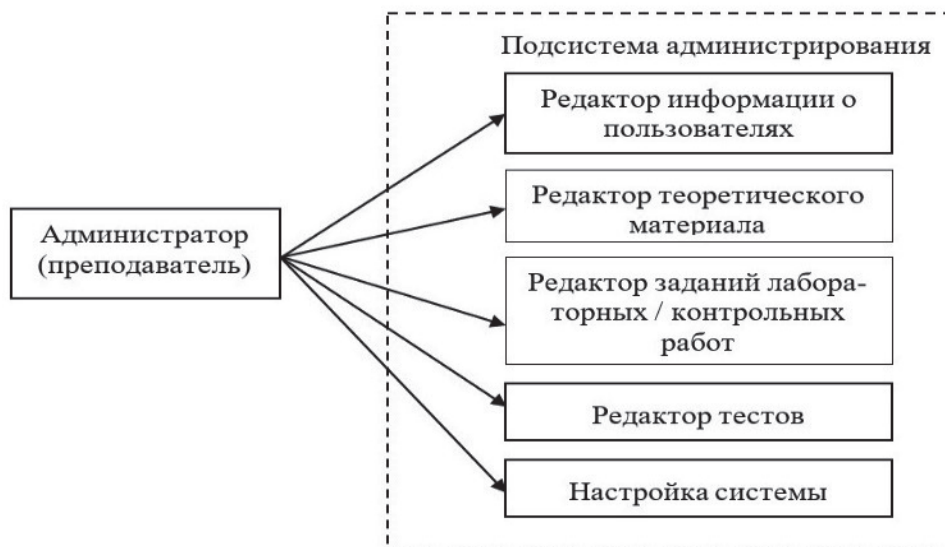 Подсистема администрирования
Редактор информации о
пользователях
Редактор теоретического
материала
Администратор
(преподаватель)
Редактор заданий лабора-
торных / контрольных
работ
Редактор тестов
Настройка системы